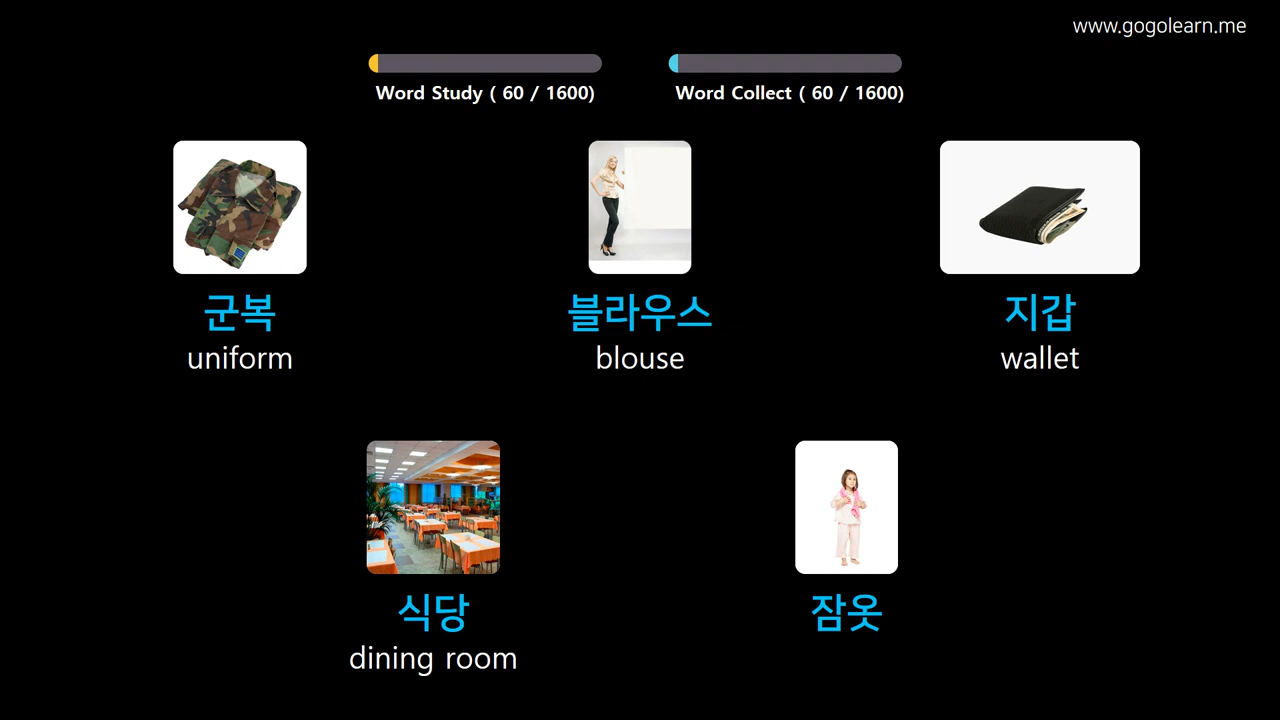 www.gogolearn.me
Word Study ( 60 / 1600)
Word Collect ( 60 / 1600)
군복
uniform
블라우스
blouse
지갑
wallet
식당
dining room
잠옷